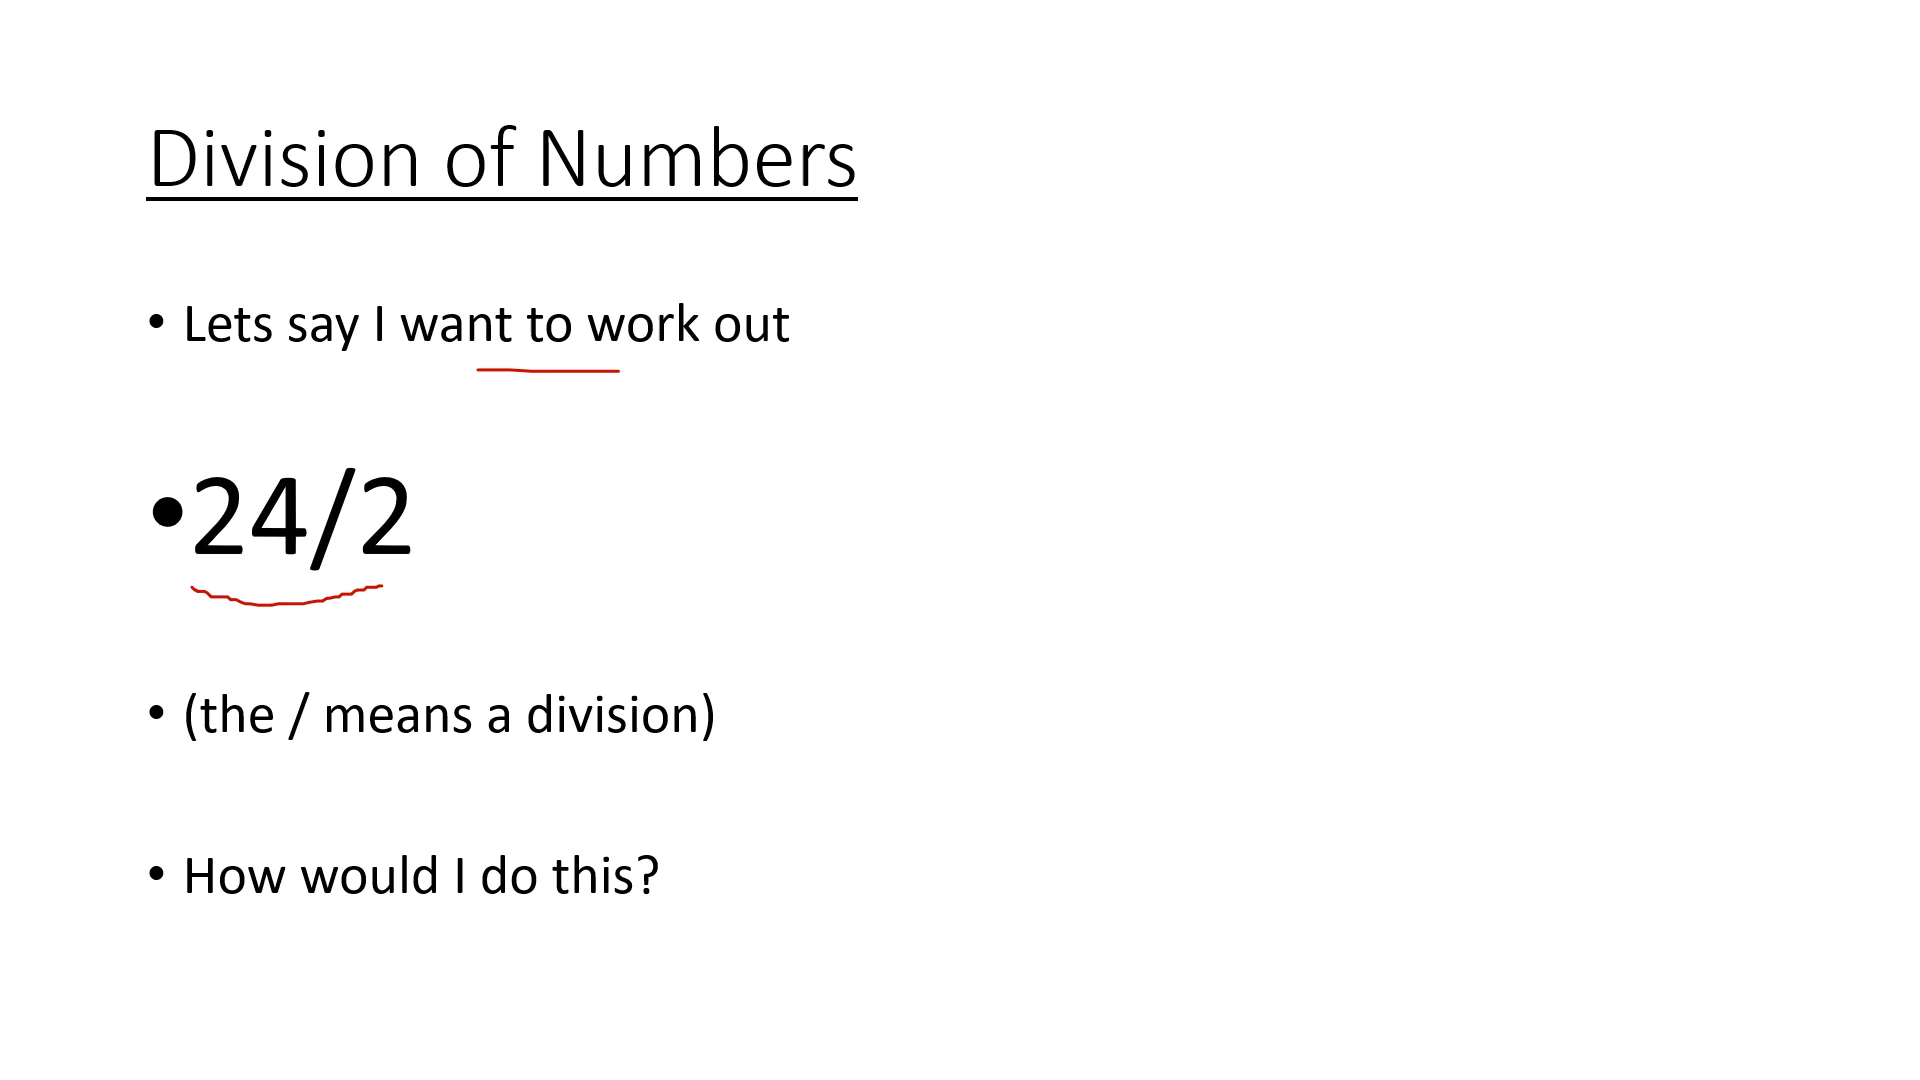 Division of Numbers
• Lets say I want to work out
• 24/2
• (the / means a division)
• How would I do this?